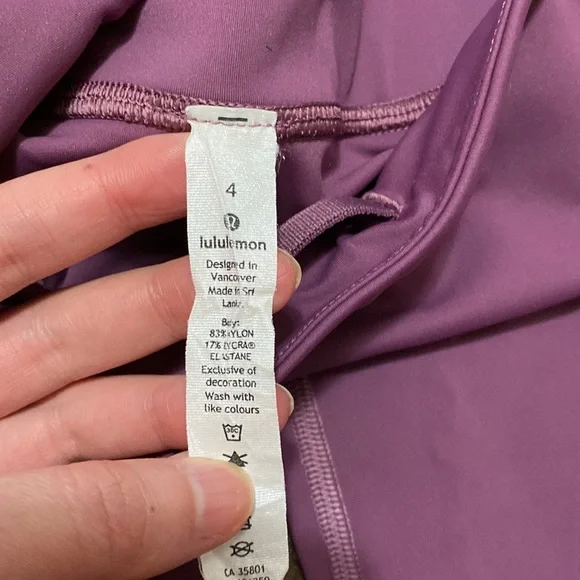 4
lululemon
Designed in
Vancouver
Made in Sri
Lanka
Body:
83% NYLON
17% LYCRA®
ELASTANE
Exclusive of
decoration
Wash with
like colours
30C
CA 35801